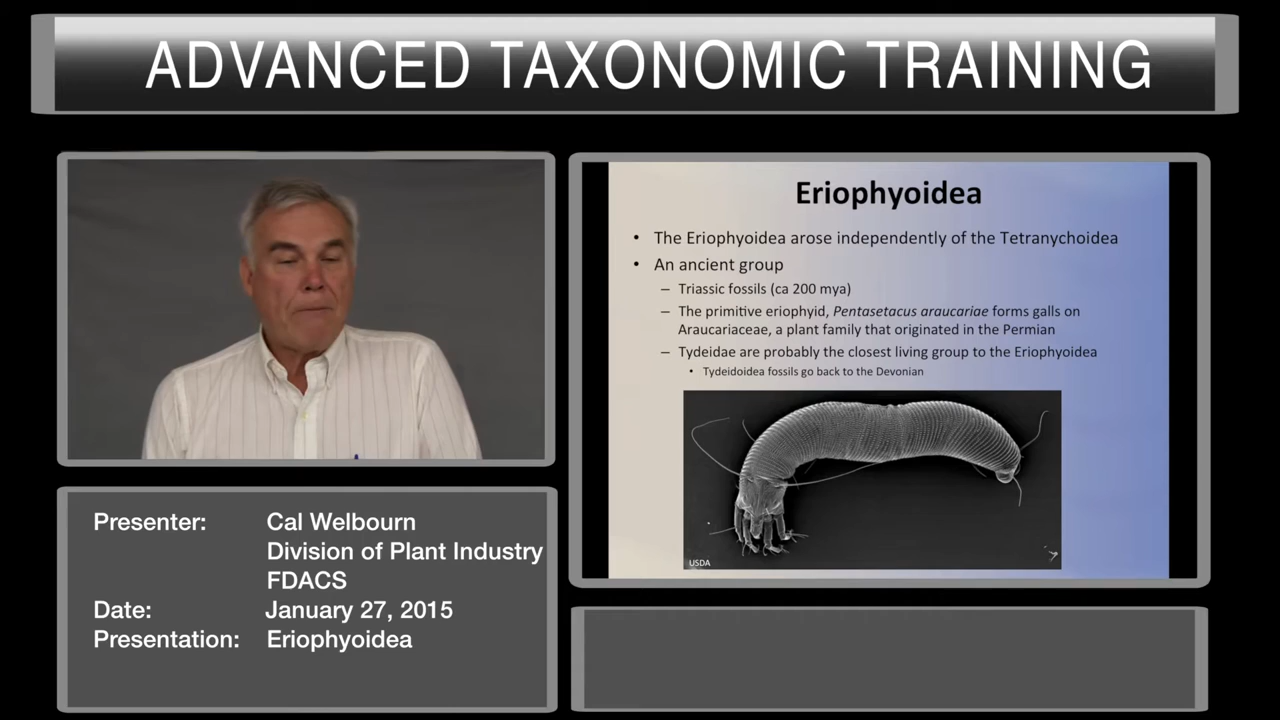 ADVANCED TAXONOMIC TRAINING
Presenter: Cal Welbourn
Division of Plant Industry
FDACS
Date: January 27, 2015
Presentation: Eriophyoidea
Eriophyoidea
• The Eriophyoidea arose independently of the Tetranychoidea
• An ancient group
– Triassic fossils (ca 200 mya)
– The primitive eriophyid, Pentasetacus araucariae forms galls on
Araucariaceae, a plant family that originated in the Permian
– Tydeidae are probably the closest living group to the Eriophyoidea
• Tydeidoidea fossils go back to the Devonian
USDA